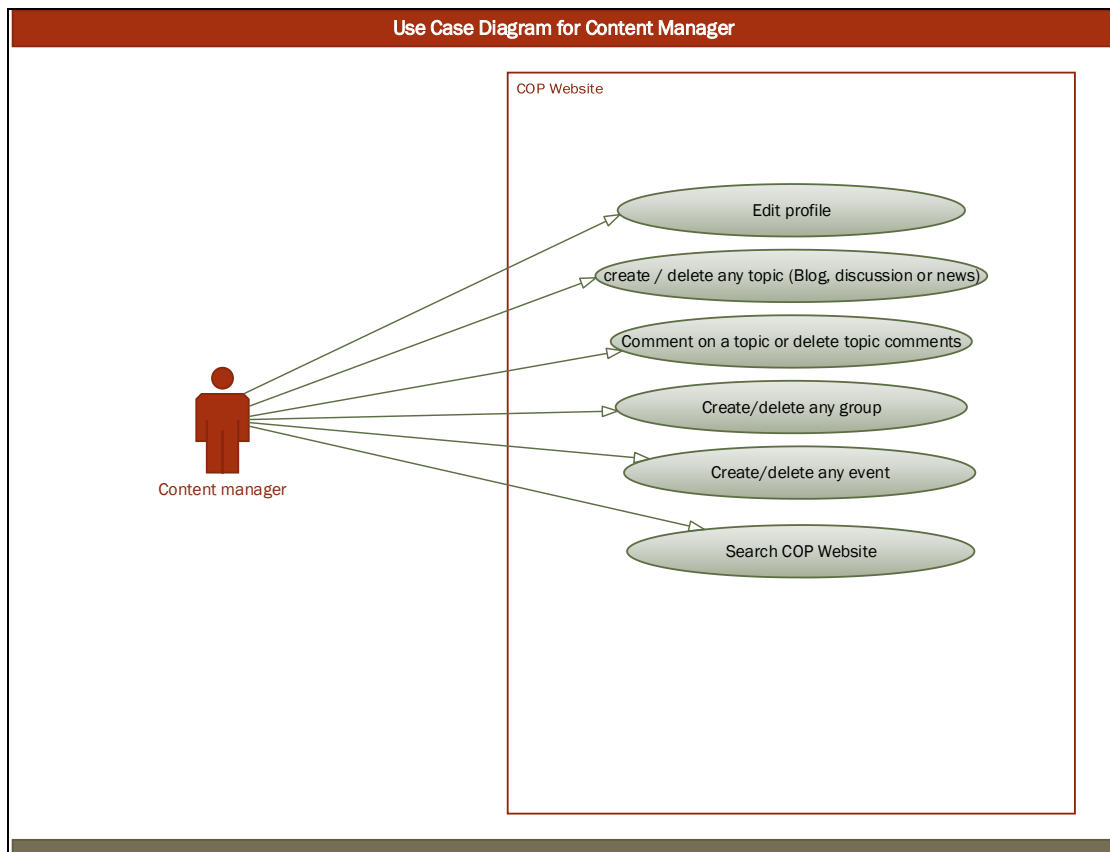 Use Case Diagram for Content Manager
COP Website
Edit profile
create / delete any topic (Blog, discussion or news)
Comment on a topic or delete topic comments
Create/delete any group
Create/delete any event
Search COP Website
Content manager